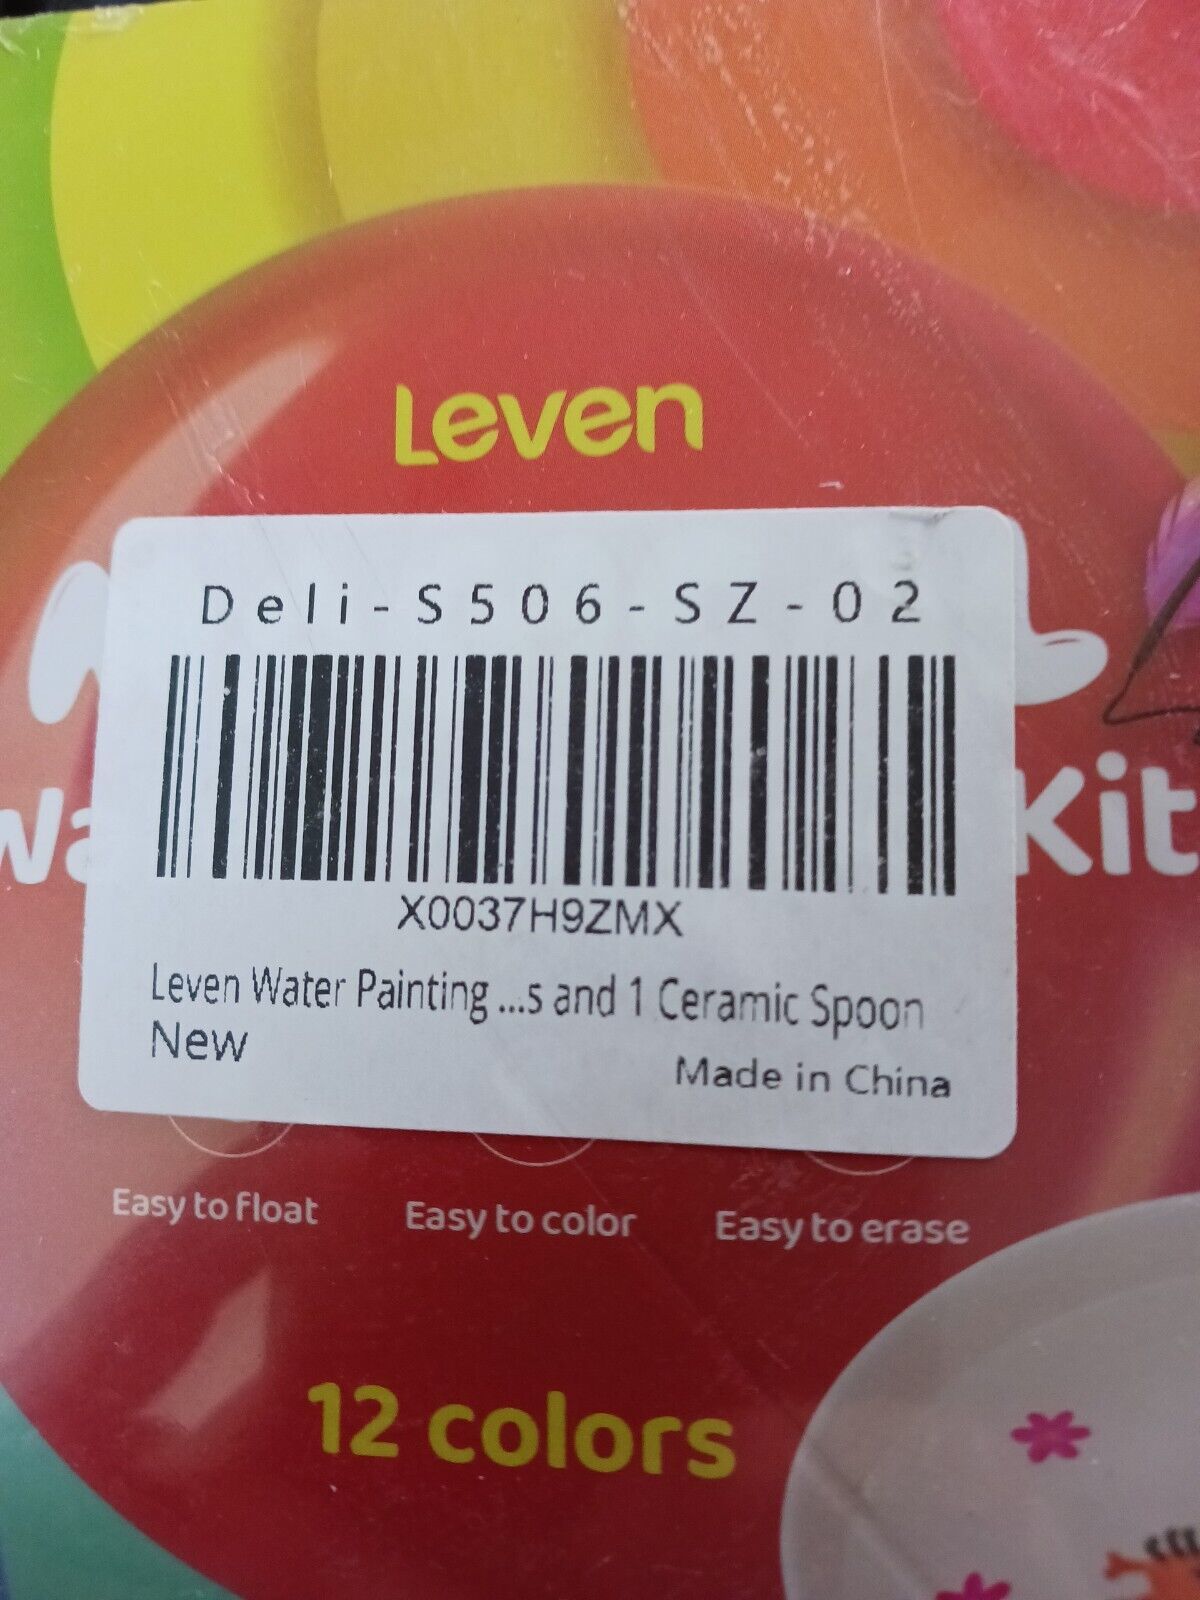 Leven
Deli-S506-SZ-02
Kit
X0037H9ZMX
Leven Water Painting ...s and 1 Ceramic Spoon
New
Made in China
Easy to float
Easy to color
Easy to erase
12 colors